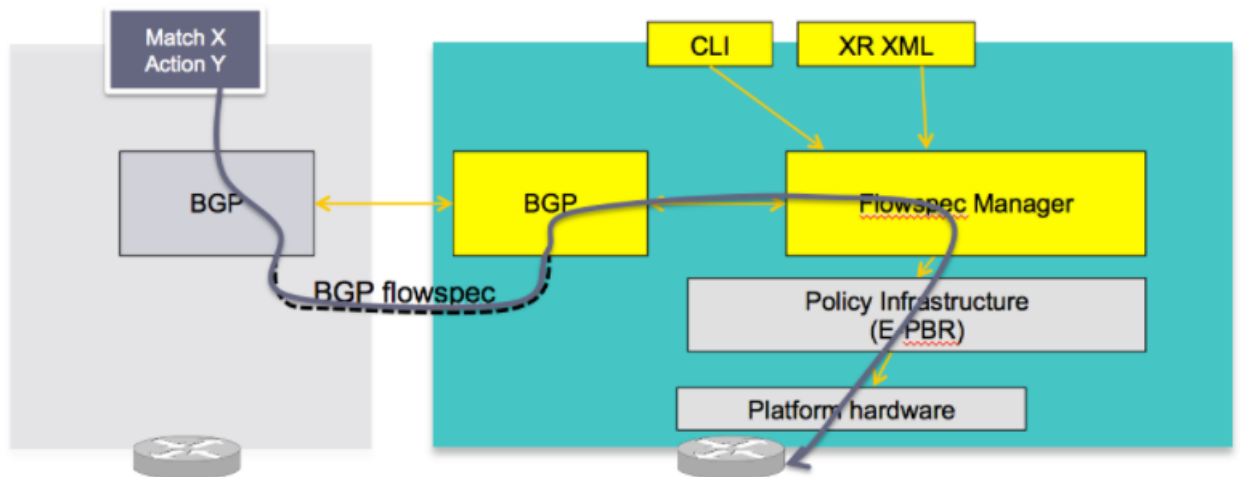 Match X
Action Y
CLI
XR XML
BGP
BGP
Flowspec Manager
BGP flowspec
Policy Infrastructure
(E-PBR)
Platform hardware